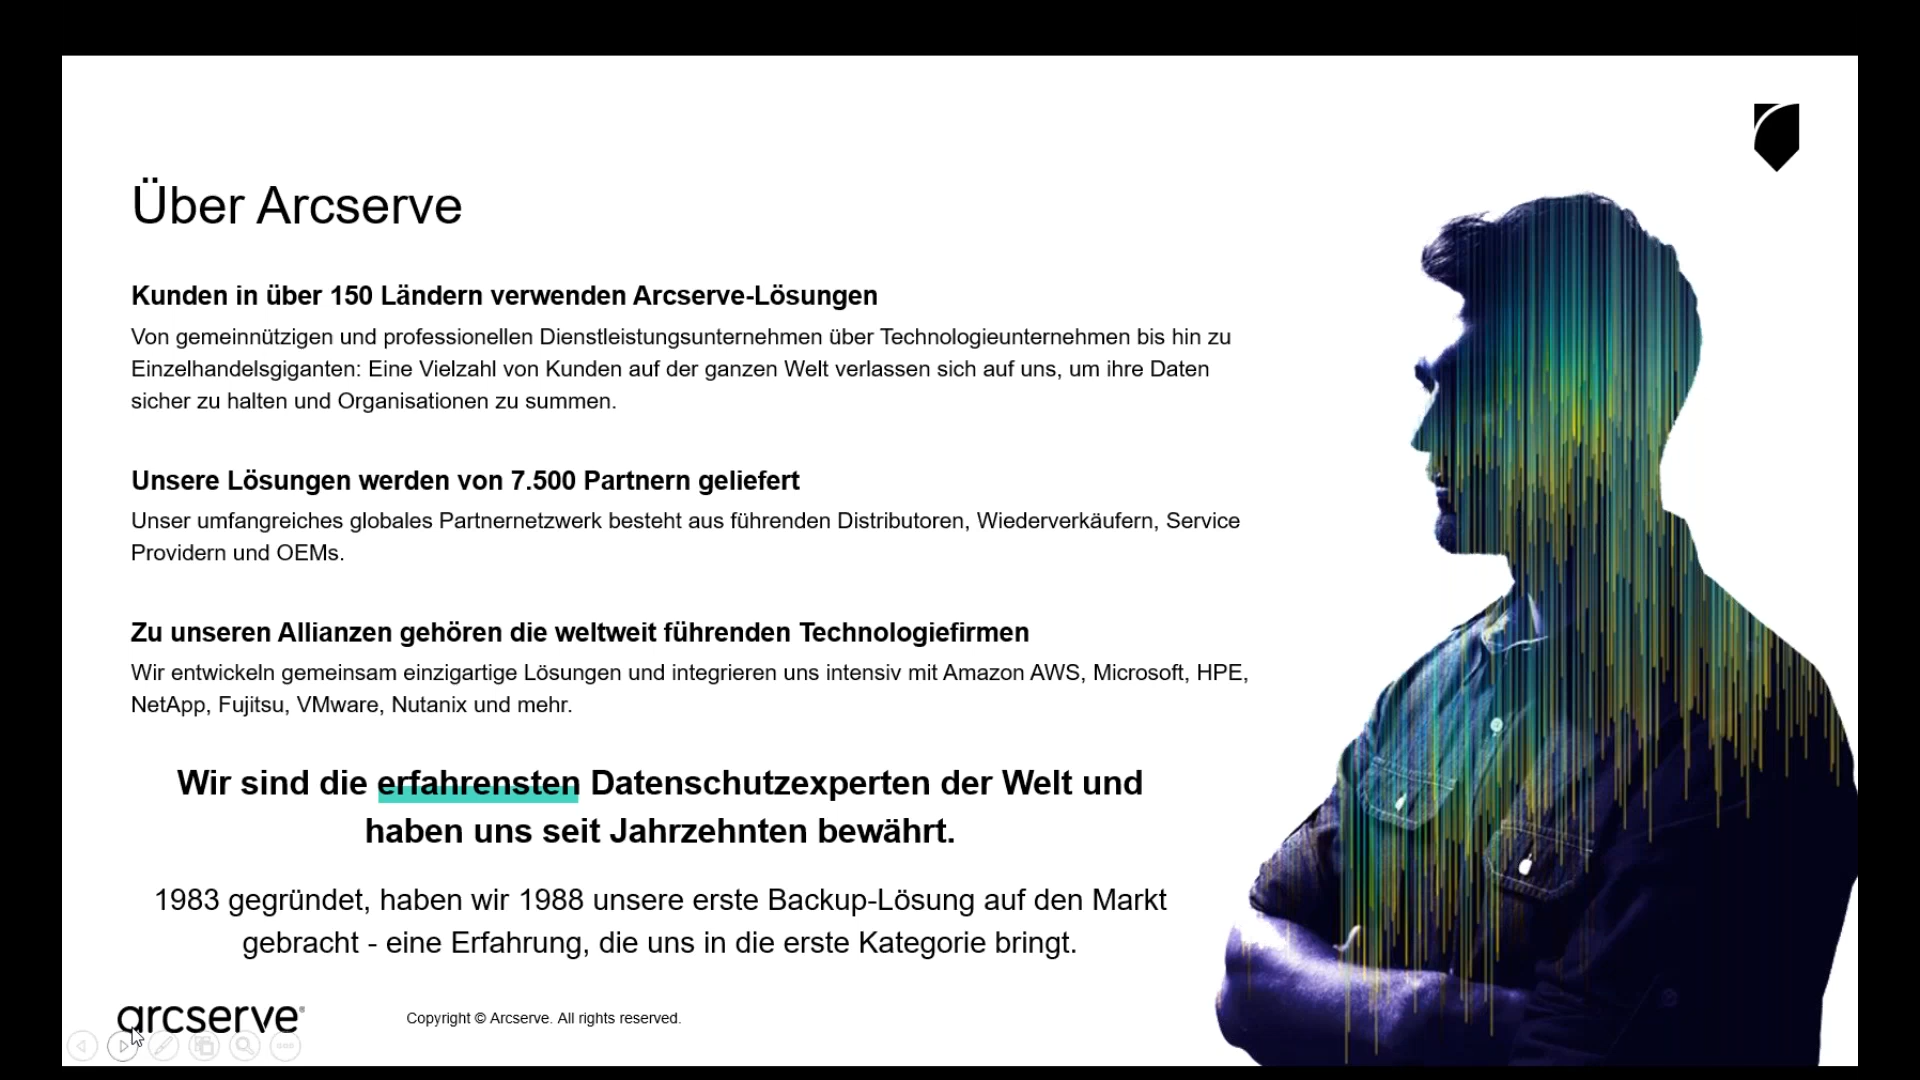 Über Arcserve
Kunden in über 150 Ländern verwenden Arcserve-Lösungen
Von gemeinnützigen und professionellen Dienstleistungsunternehmen über Technologieunternehmen bis hin zu
Einzelhandelsgiganten: Eine Vielzahl von Kunden auf der ganzen Welt verlassen sich auf uns, um ihre Daten
sicher zu halten und Organisationen zu summen.
Unsere Lösungen werden von 7.500 Partnern geliefert
Unser umfangreiches globales Partnernetzwerk besteht aus führenden Distributoren, Wiederverkäufern, Service
Providern und OEMs.
Zu unseren Allianzen gehören die weltweit führenden Technologiefirmen
Wir entwickeln gemeinsam einzigartige Lösungen und integrieren uns intensiv mit Amazon AWS, Microsoft, HPE,
NetApp, Fujitsu, VMware, Nutanix und mehr.
Wir sind die erfahrensten Datenschutzexperten der Welt und
haben uns seit Jahrzehnten bewährt.
1983 gegründet, haben wir 1988 unsere erste Backup-Lösung auf den Markt
gebracht - eine Erfahrung, die uns in die erste Kategorie bringt.
arcserve®
Copyright © Arcserve. All rights reserved.